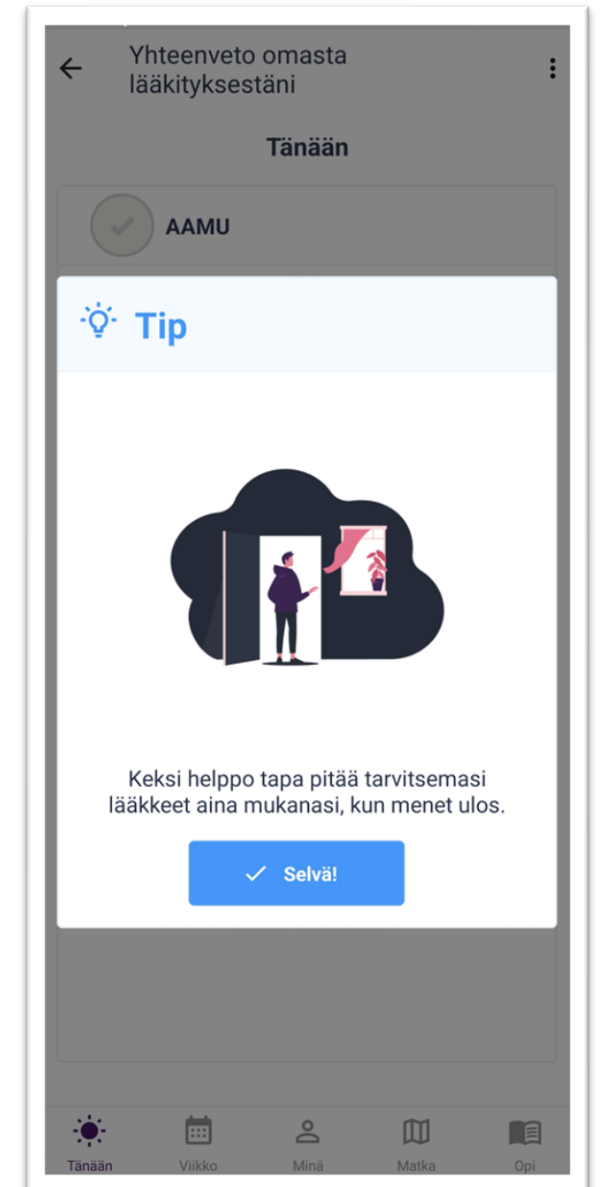 Yhteenveto omasta
lääkityksestäni
Tänään
AAMU
Tip
Keksi helppo tapa pitää tarvitsemasi
lääkkeet aina mukanasi, kun menet ulos.
Selvä!
Tänään Viikko Minä Matka Opi